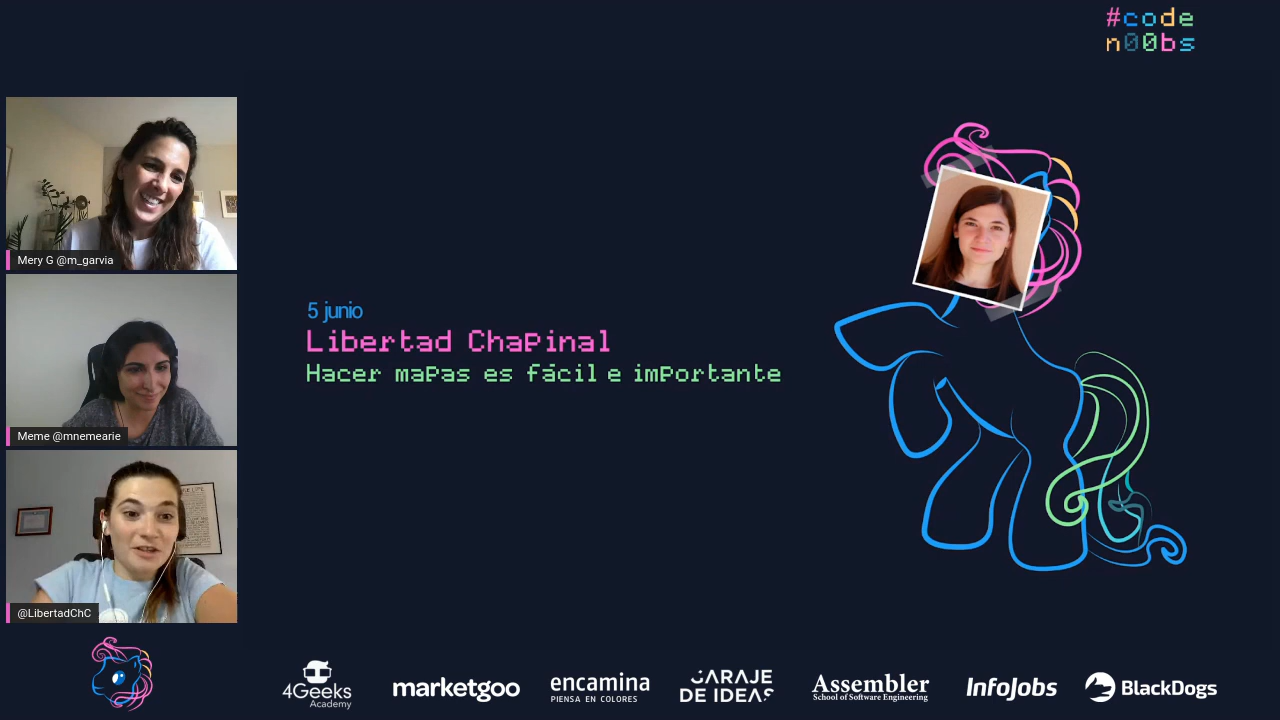 #code
n00bs
Mery G @m_garvia
Meme @mnemearie
@LibertadChC
5 junio
Libertad ChaPinal
Hacer maPas es fácil e imPortante
4Geeks
Academy
marketgoo
encamina
PIENSA EN COLORES
GARAJE
DE IDEAS
Assembler
School of Software Engineering
InfoJobs
BlackDogs